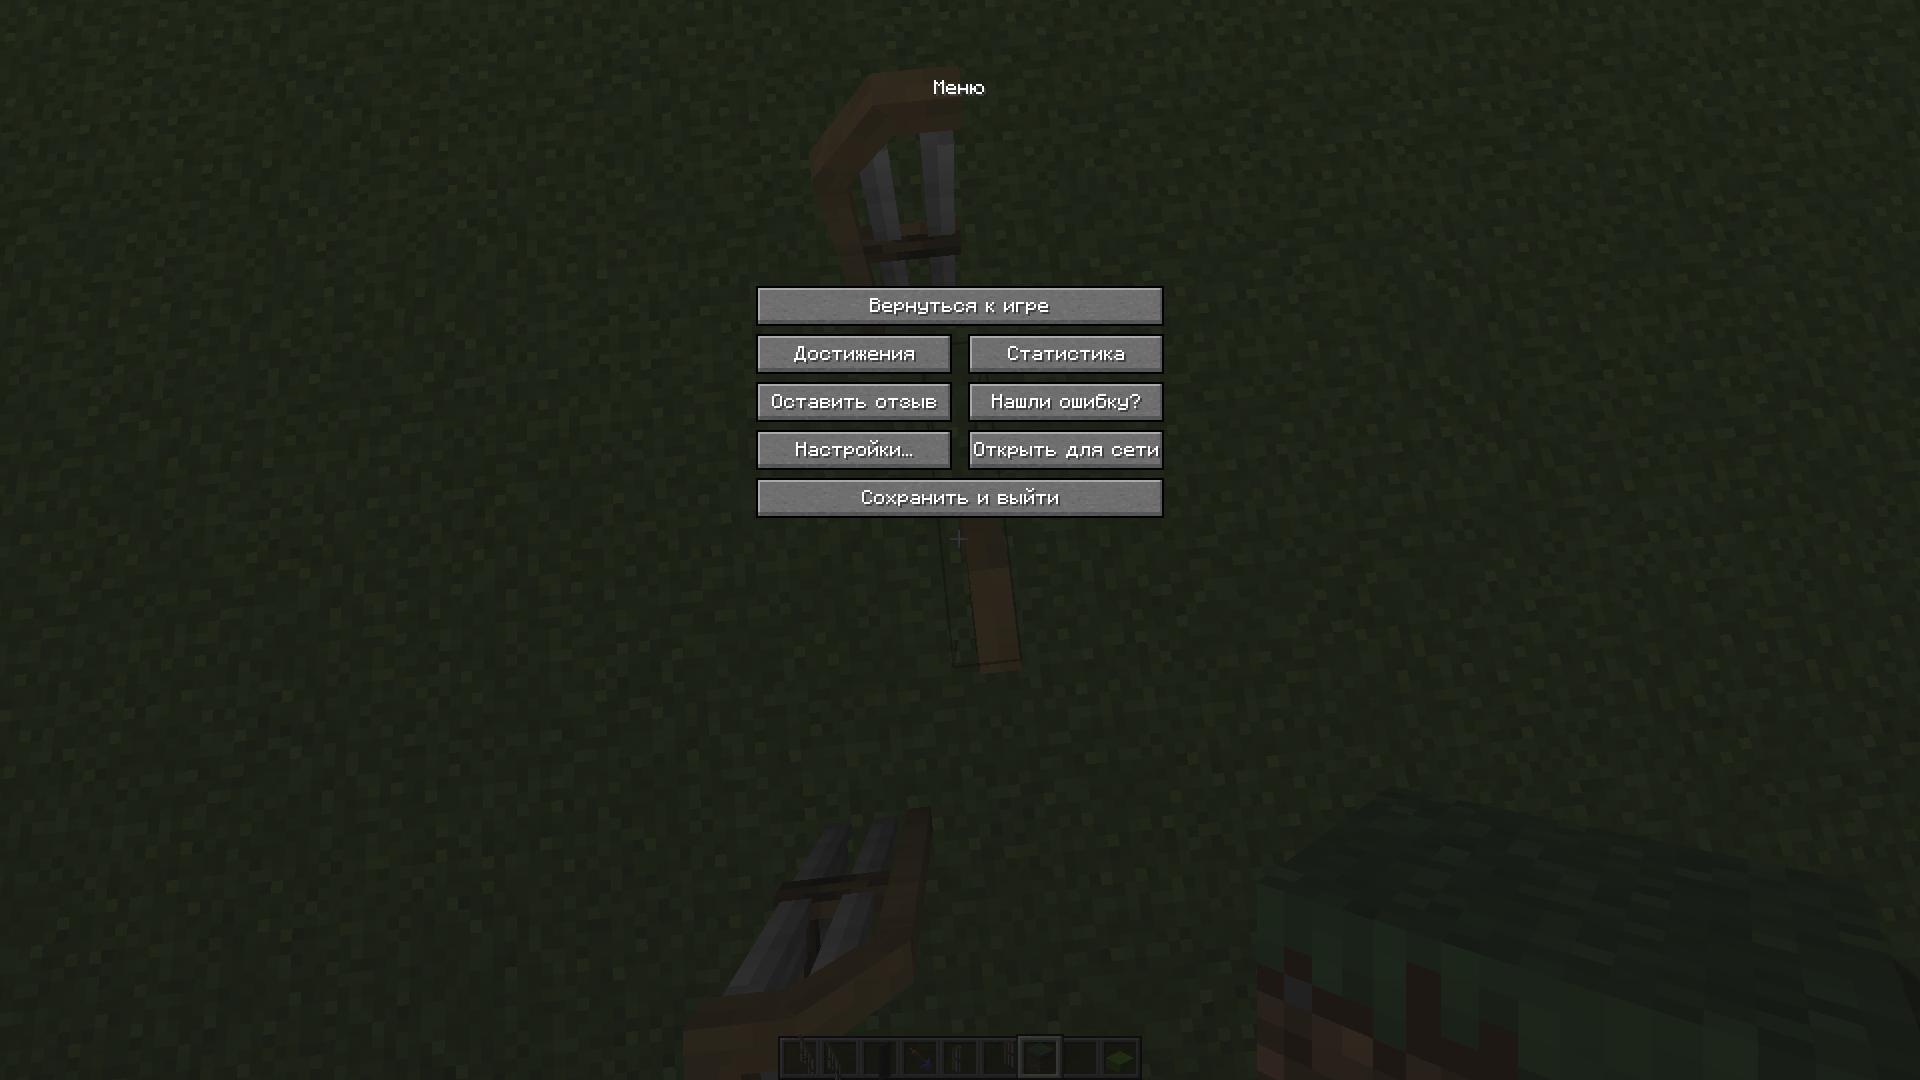 Меню
Вернуться к игре
Достижения
Статистика
Оставить отзыв
Нашли ошибку?
Настройки...
Открыть для сети
Сохранить и выйти